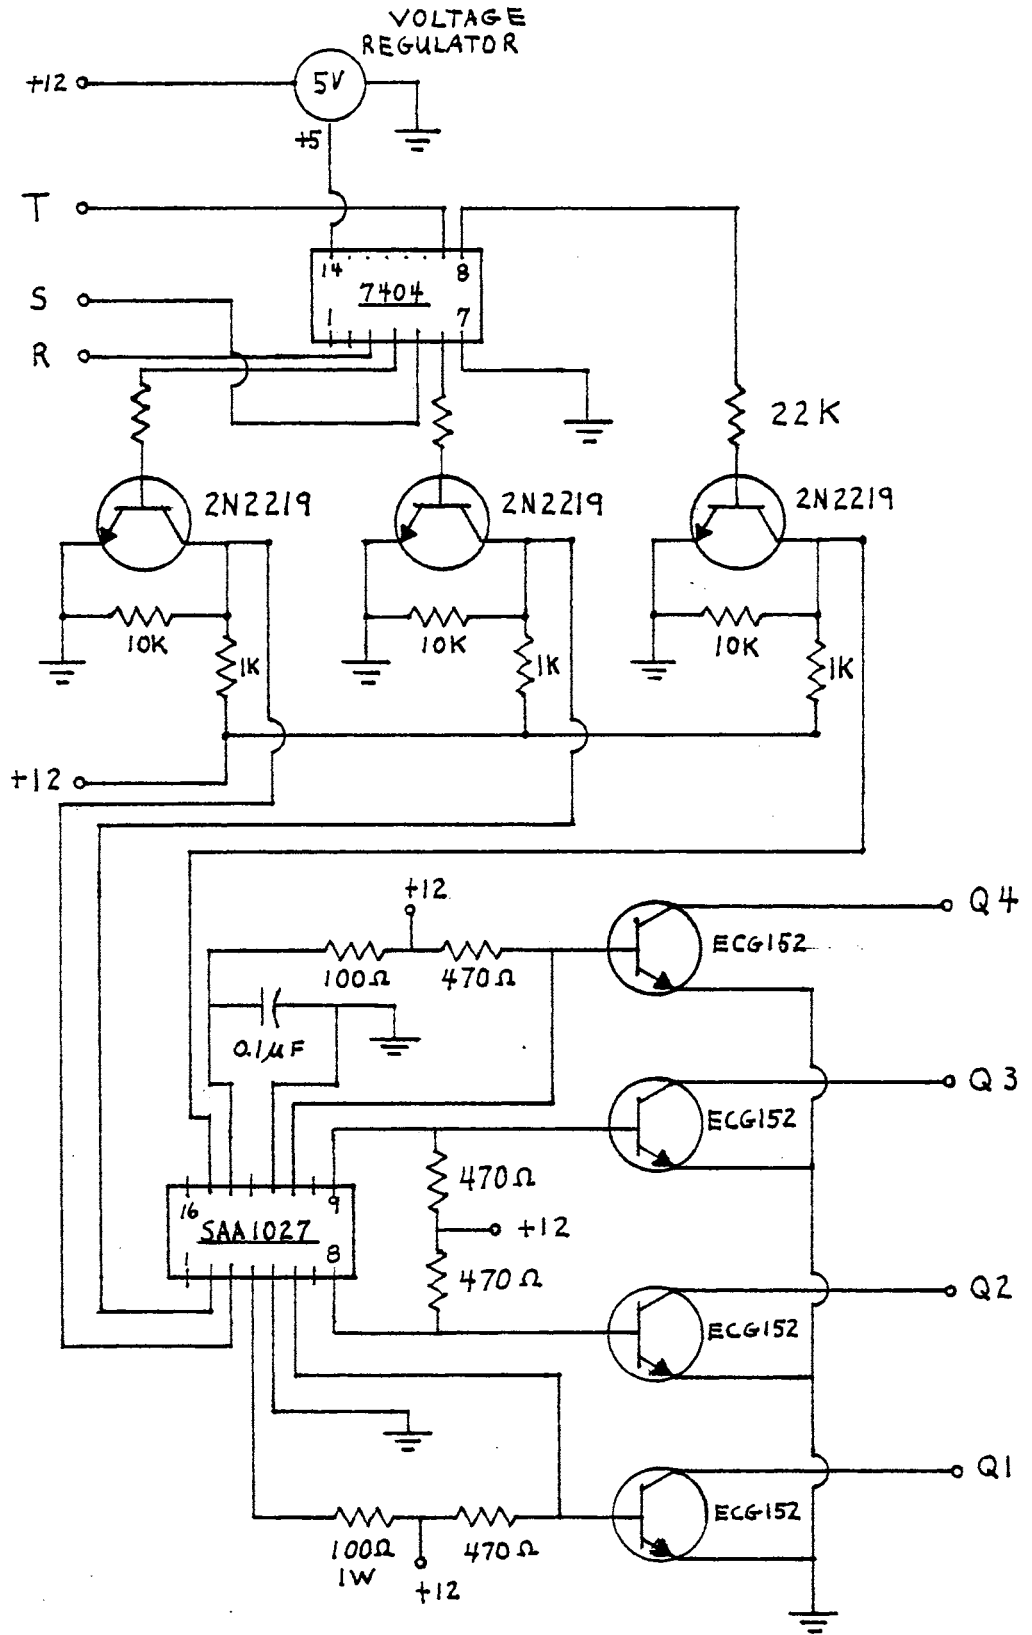 VOLTAGE
REGULATOR
+12
5V
+5
T
14
8
7404
S
1
7
R
22K
2N2219
2N2219
2N2219
10K
10K
10K
1K
1K
1K
+12
+12
Q4
ECG152
100Ω
470Ω
0.1µF
Q3
ECG152
470Ω
16
9
SAA1027
+12
1
8
470Ω
Q2
ECG152
Q1
ECG152
100Ω
1W
470Ω
+12